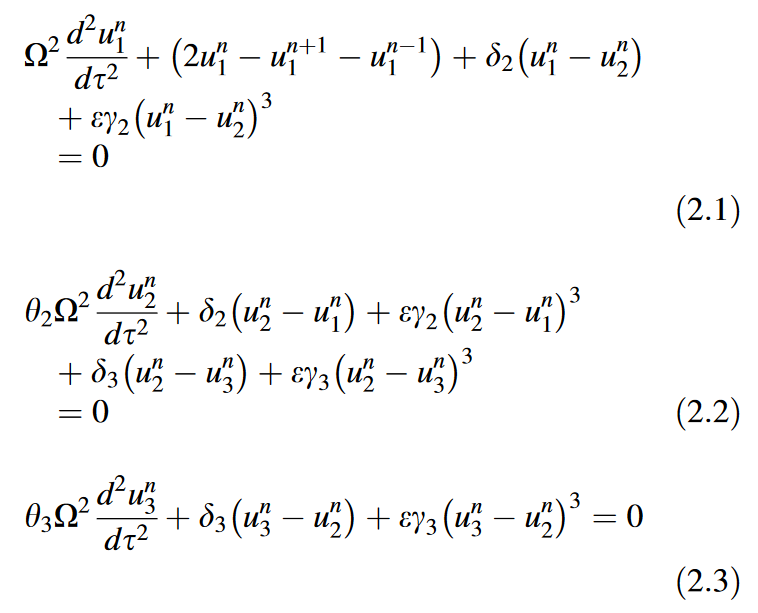 Ω² d²u₁ⁿ/dτ² + (2u₁ⁿ − u₁ⁿ⁺¹ − u₁ⁿ⁻¹) + δ₂(u₁ⁿ − u₂ⁿ)
+ εγ₂(u₁ⁿ − u₂ⁿ)³
= 0
(2.1)
θ₂Ω² d²u₂ⁿ/dτ² + δ₂(u₂ⁿ − u₁ⁿ) + εγ₂(u₂ⁿ − u₁ⁿ)³
+ δ₃(u₂ⁿ − u₃ⁿ) + εγ₃(u₂ⁿ − u₃ⁿ)³
= 0 (2.2)
θ₃Ω² d²u₃ⁿ/dτ² + δ₃(u₃ⁿ − u₂ⁿ) + εγ₃(u₃ⁿ − u₂ⁿ)³ = 0
(2.3)